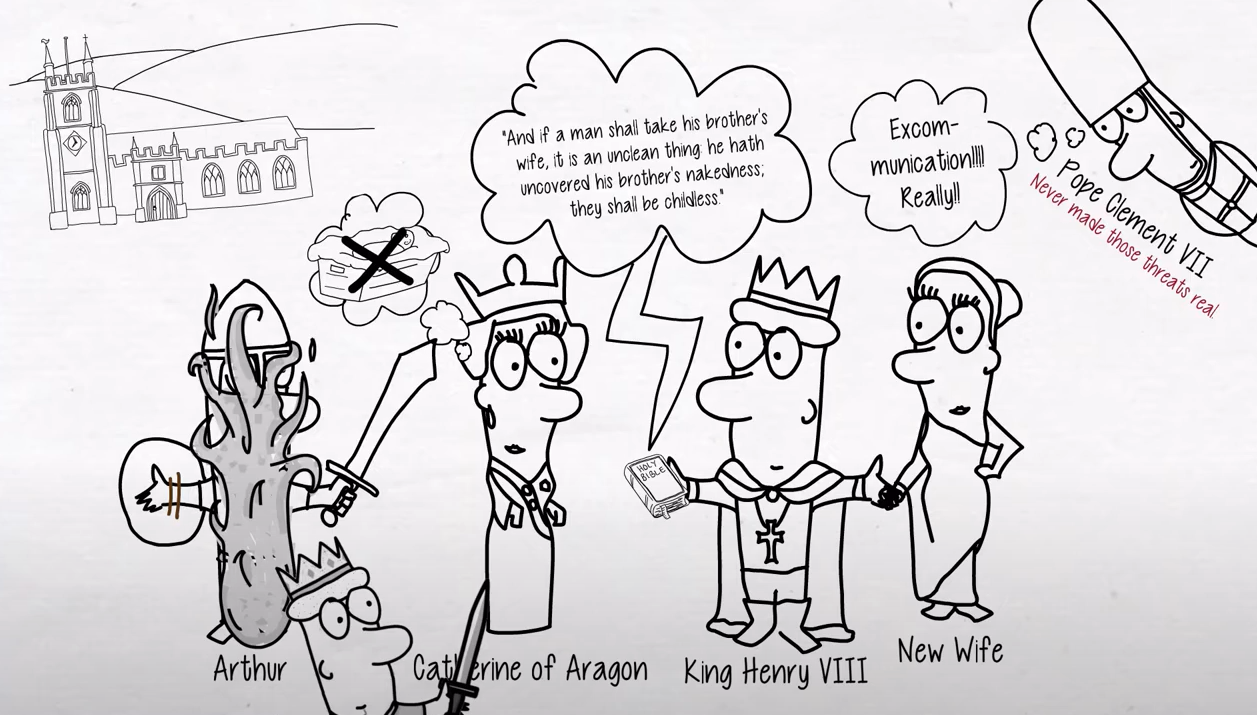 "And if a man shall take his brother's
wife, it is an unclean thing: he hath
uncovered his brother's nakedness;
they shall be childless."
Excom-
munication!!!!
Really!!
Pope Clement VII
Never made those threats real
HOLY
BIBLE
Arthur
Catherine of Aragon
King Henry VIII
New Wife